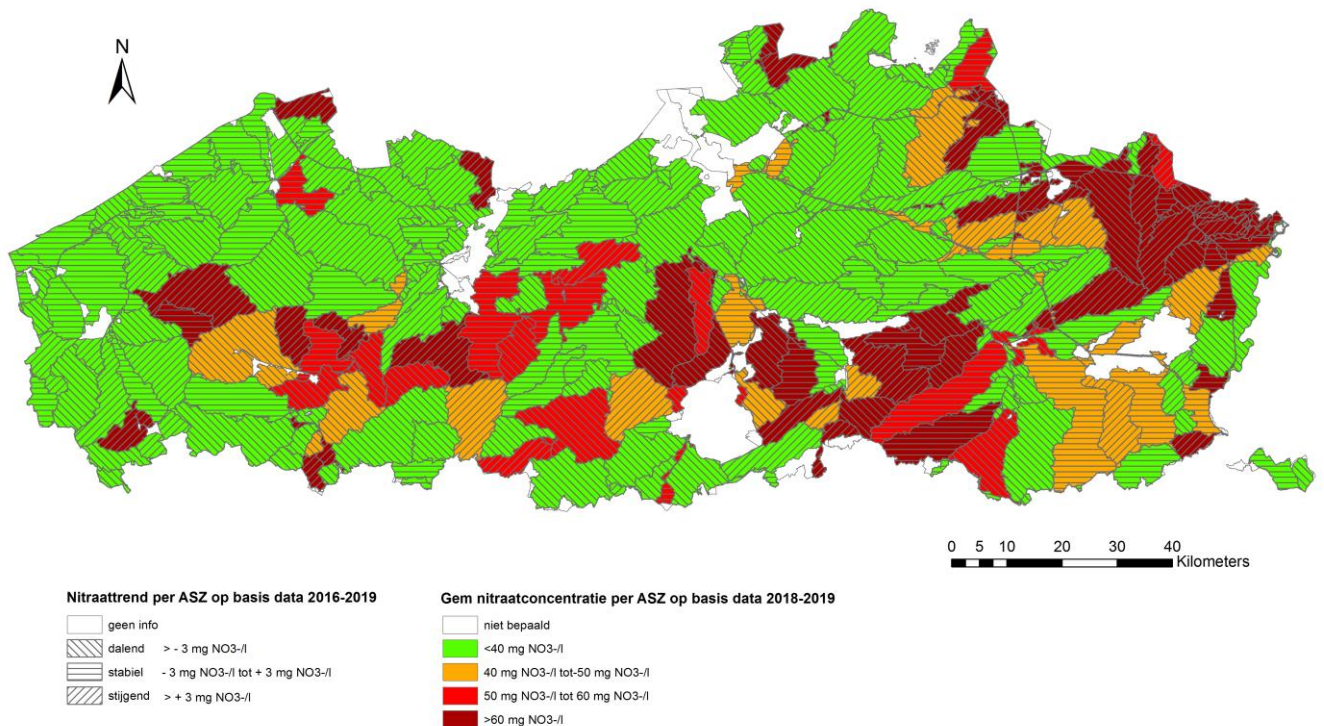 N
0 5 10 20 30 40
Kilometers
Nitraattrend per ASZ op basis data 2016-2019
geen info
dalend > - 3 mg NO3-/l
stabiel - 3 mg NO3-/l tot + 3 mg NO3-/l
stijgend > + 3 mg NO3-/l
Gem nitraatconcentratie per ASZ op basis data 2018-2019
niet bepaald
<40 mg NO3-/l
40 mg NO3-/l tot-50 mg NO3-/l
50 mg NO3-/l tot 60 mg NO3-/l
>60 mg NO3-/l